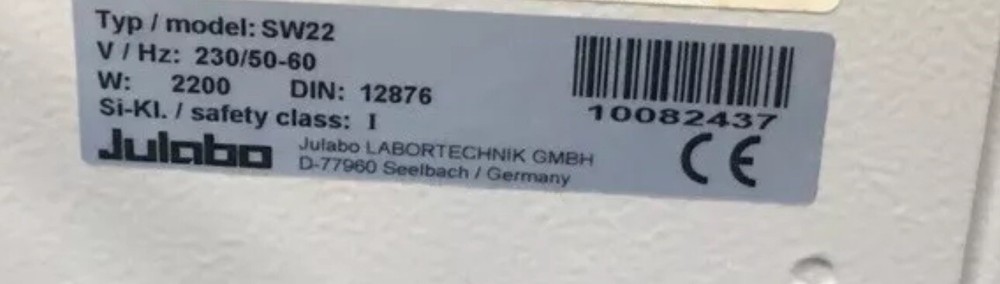 Typ / model: SW22
V / Hz: 230/50-60
W: 2200 DIN: 12876
Si-Kl. / safety class: I
Julabo
Julabo LABORTECHNIK GMBH
D-77960 Seelbach / Germany
10082437
CE